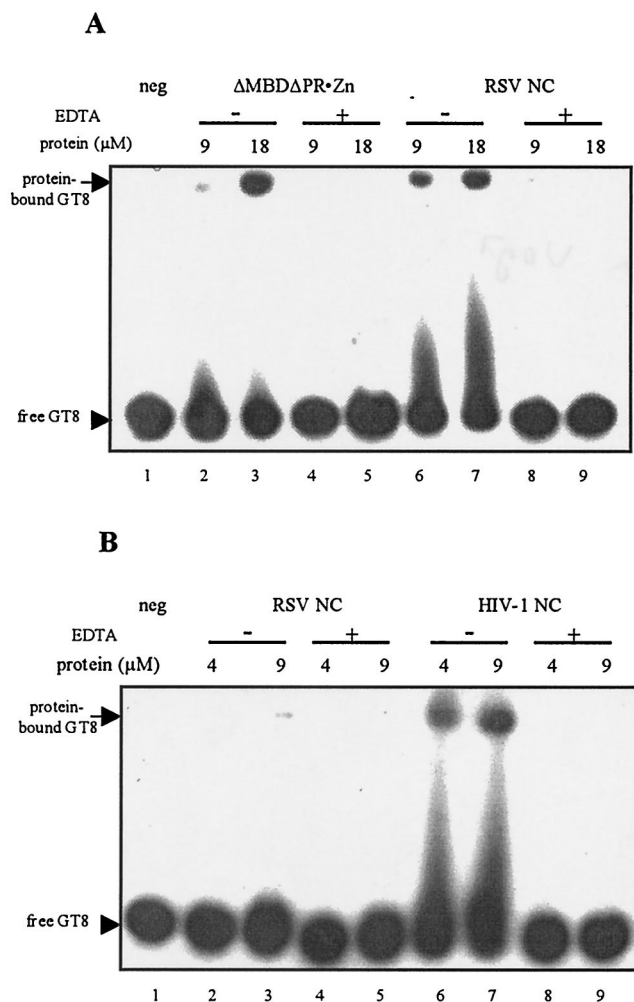 A
neg ΔMBDΔPR•Zn RSV NC
EDTA - + - +
protein (µM) 9 18 9 18 9 18 9 18
protein-
bound GT8
free GT8
1 2 3 4 5 6 7 8 9
B
neg RSV NC HIV-1 NC
EDTA - + - +
protein (µM) 4 9 4 9 4 9 4 9
protein-
bound GT8
free GT8
1 2 3 4 5 6 7 8 9